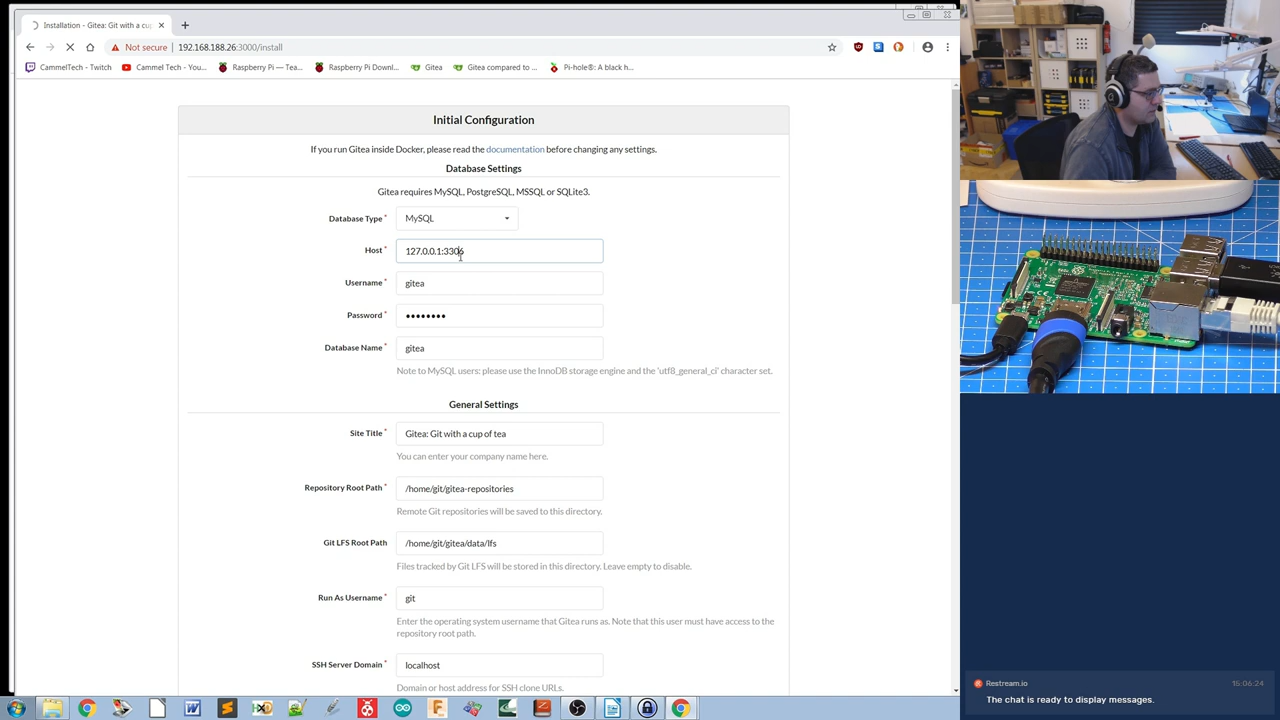 Installation - Gitea: Git with a cup
Not secure
192.168.188.26:3000/install
CammelTech - Twitch
Cammel Tech - You...
Raspberry Pi — Tea...
Raspberry Pi Downl...
Gitea
Gitea compared to ...
Pi-hole®: A black h...
Initial Configuration
If you run Gitea inside Docker, please read the documentation before changing any settings.
Database Settings
Gitea requires MySQL, PostgreSQL, MSSQL or SQLite3.
Database Type *
MySQL
Host *
127.0.0.1:3306
Username *
gitea
Password *
••••••••
Database Name *
gitea
Note to MySQL users: please use the InnoDB storage engine and the 'utf8_general_ci' character set.
General Settings
Site Title *
Gitea: Git with a cup of tea
You can enter your company name here.
Repository Root Path *
/home/git/gitea-repositories
Remote Git repositories will be saved to this directory.
Git LFS Root Path
/home/git/gitea/data/lfs
Files tracked by Git LFS will be stored in this directory. Leave empty to disable.
Run As Username *
git
Enter the operating system username that Gitea runs as. Note that this user must have access to the
repository root path.
SSH Server Domain *
localhost
Domain or host address for SSH clone URLs.
Restream.io
15:06:24
The chat is ready to display messages.